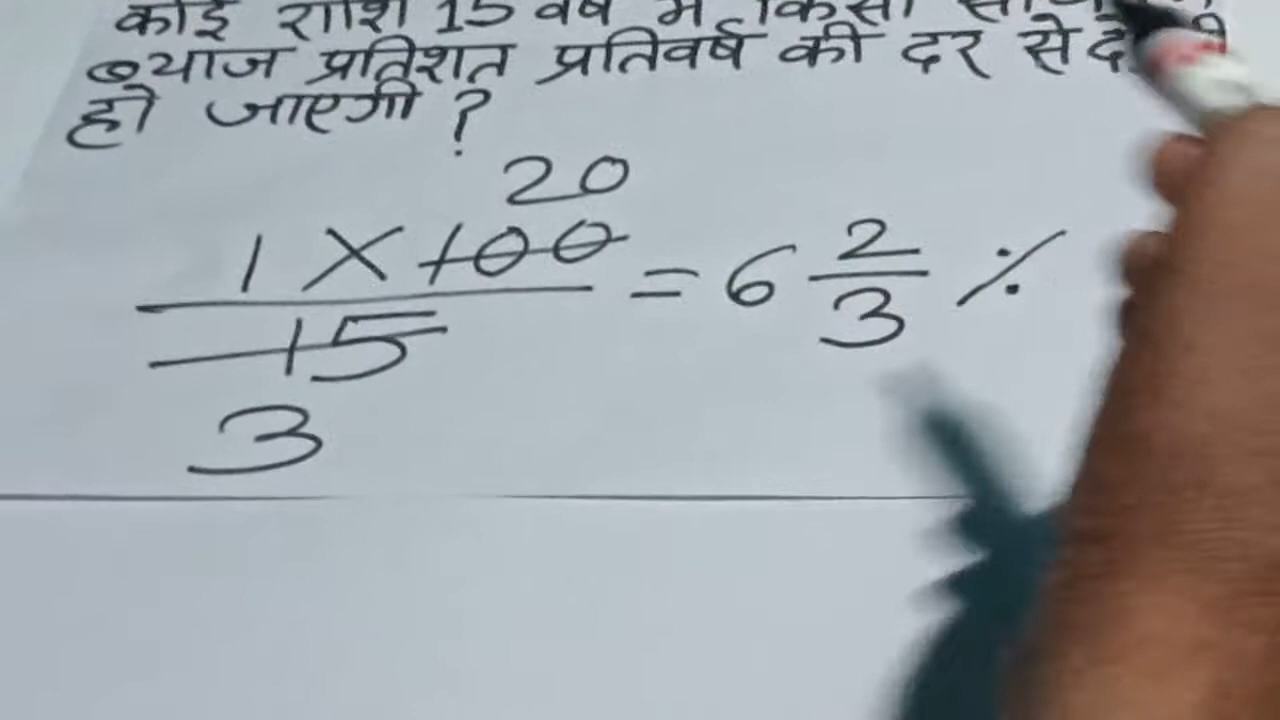 कोई राशि 15 वर्ष में किसी
ब्याज प्रतिशत प्रतिवर्ष की दर से
हो जाएगी ?
20
1 × 100
= 6 2/3 %
15
3